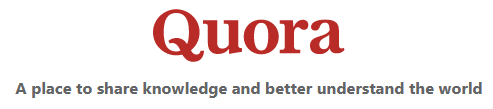 Quora
A place to share knowledge and better understand the world